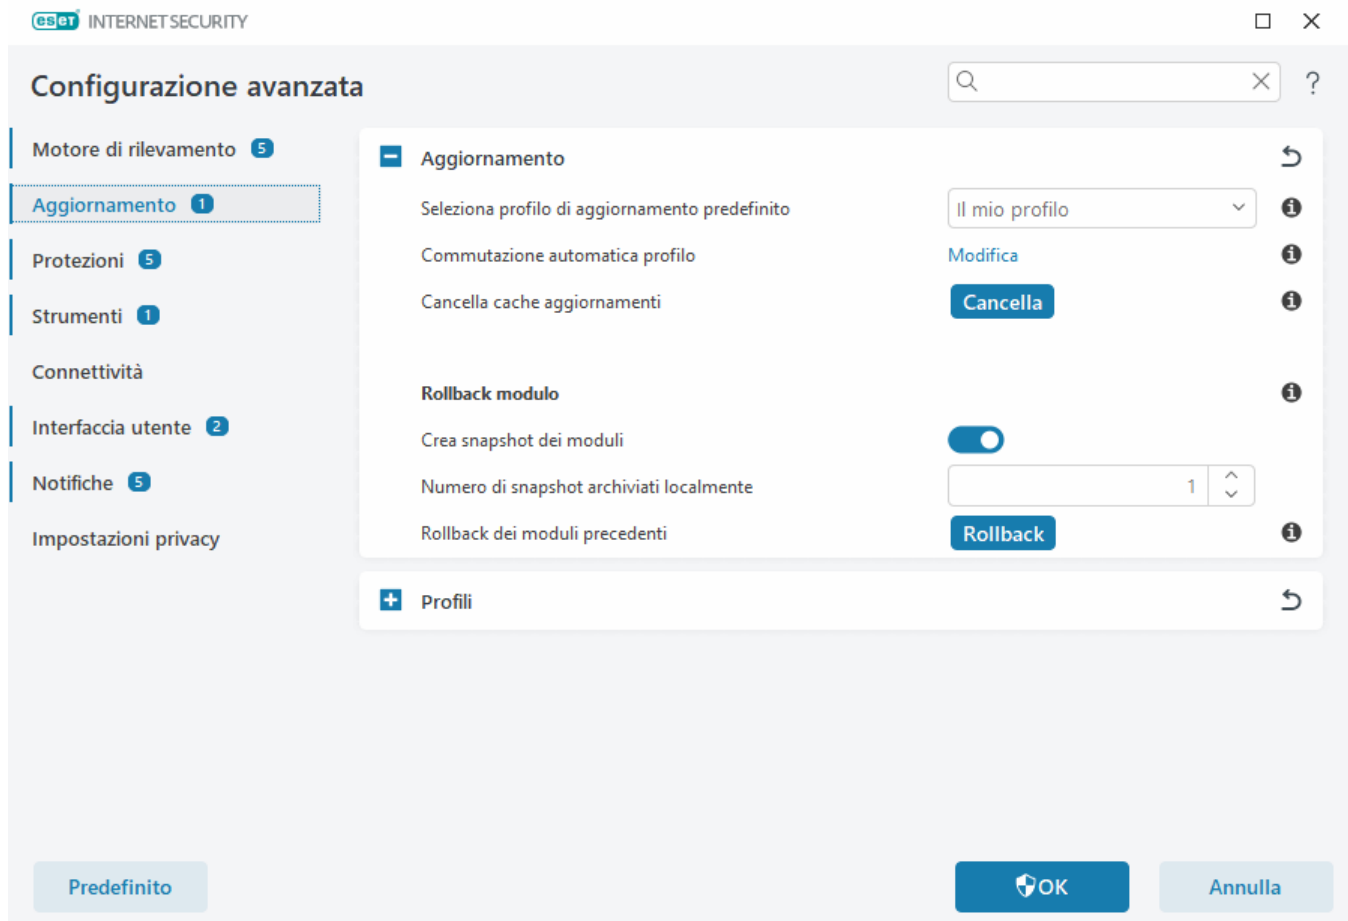 eset INTERNET SECURITY
Configurazione avanzata
?
Motore di rilevamento 5
Aggiornamento 1
Protezioni 5
Strumenti 1
Connettività
Interfaccia utente 2
Notifiche 5
Impostazioni privacy
Aggiornamento
Seleziona profilo di aggiornamento predefinito Il mio profilo
Commutazione automatica profilo Modifica
Cancella cache aggiornamenti Cancella
Rollback modulo
Crea snapshot dei moduli
Numero di snapshot archiviati localmente 1
Rollback dei moduli precedenti Rollback
Profili
Predefinito
OK
Annulla